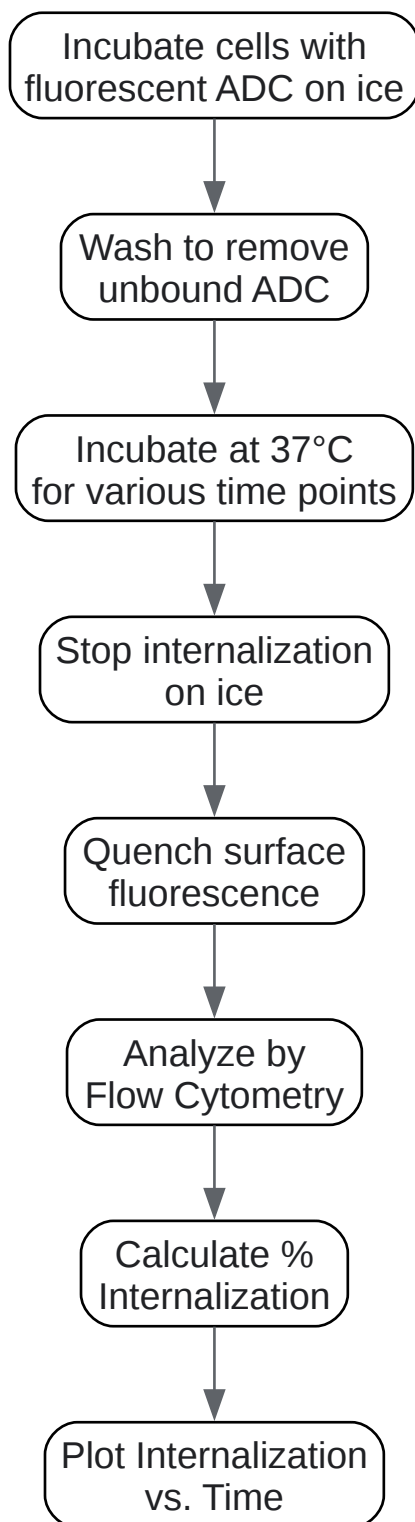 Incubate cells with
fluorescent ADC on ice
Wash to remove
unbound ADC
Incubate at 37°C
for various time points
Stop internalization
on ice
Quench surface
fluorescence
Analyze by
Flow Cytometry
Calculate %
Internalization
Plot Internalization
vs. Time